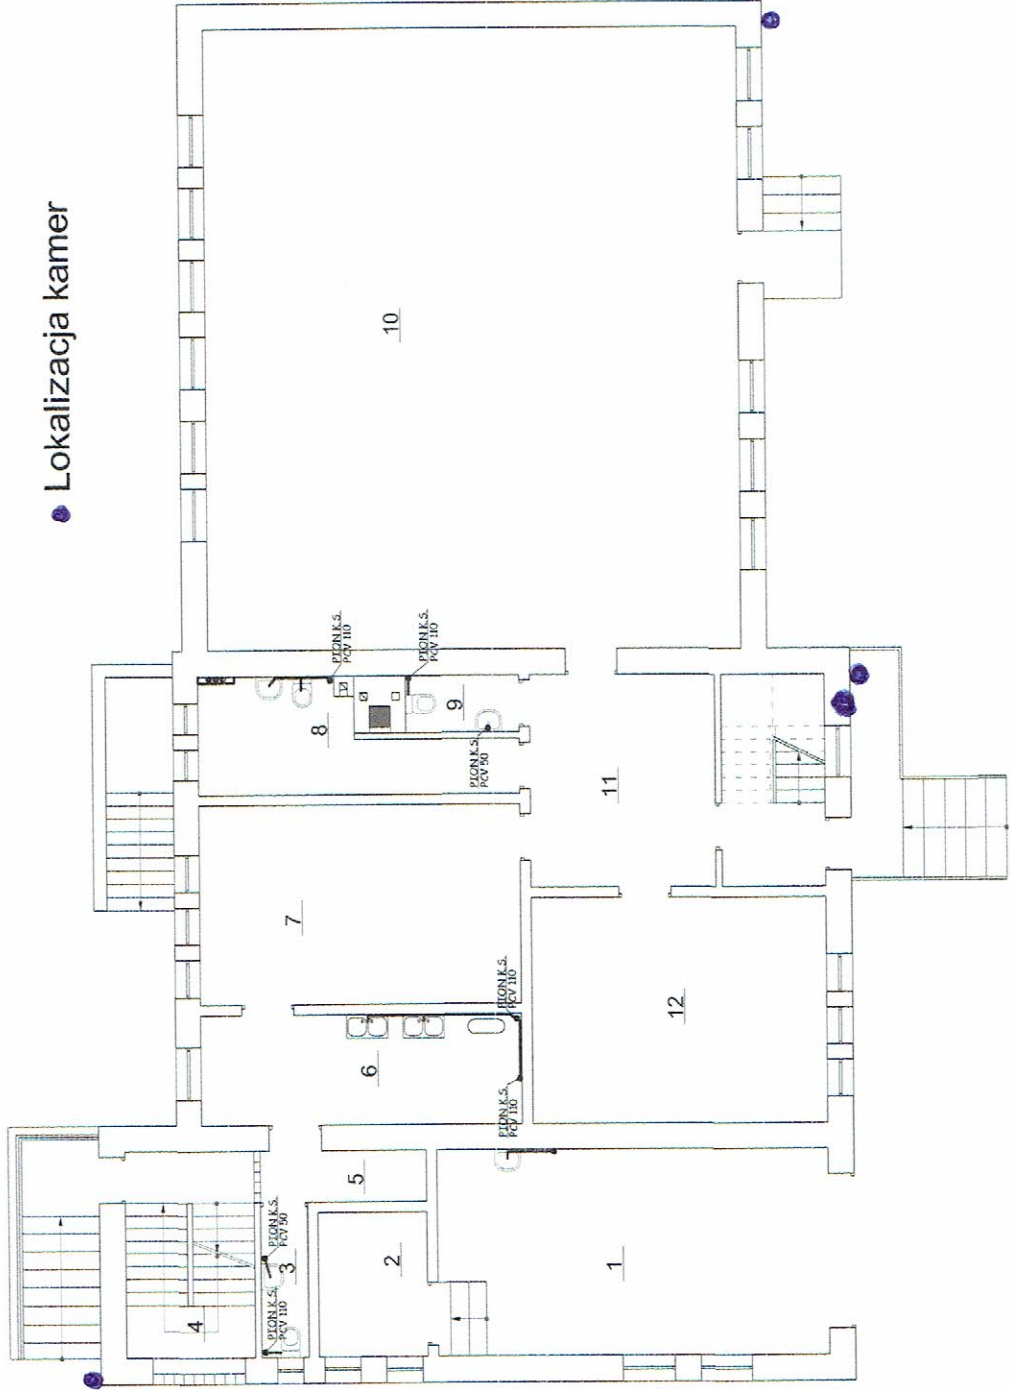 Lokalizacja kamer
10
PION K.S.
PCV 110
PION K.S.
PCV 110
8
9
PION K.S.
PCV 50
11
7
12
PION K.S.
PCV 110
6
PION K.S.
PCV 110
5
PION K.S.
PCV 50
3
2
1
4
PION K.S.
PCV 110